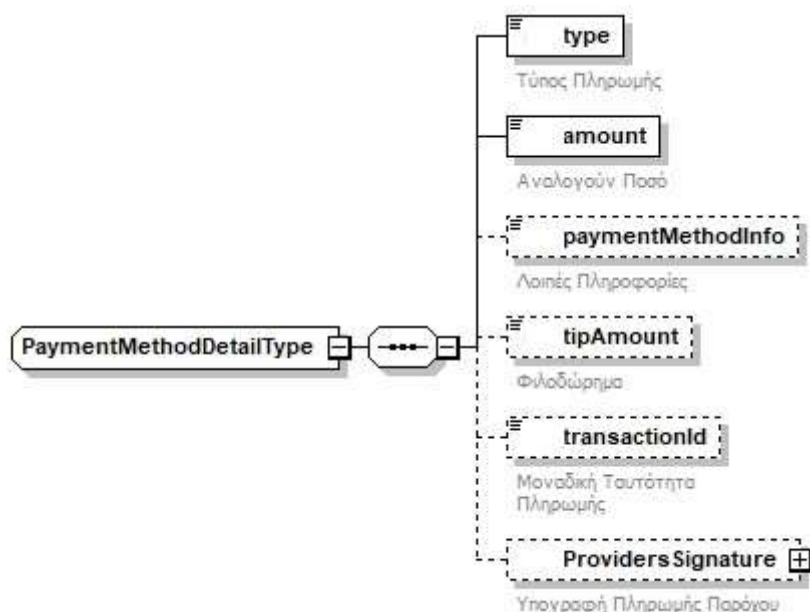 type
Τύπος Πληρωμής
amount
Αναλογούν Ποσό
paymentMethodInfo
Λοιπές Πληροφορίες
PaymentMethodDetailType
tipAmount
Φιλοδώρημα
transactionId
Μοναδική Ταυτότητα
Πληρωμής
ProvidersSignature
Υπογραφή Πληρωμής Παρόχου